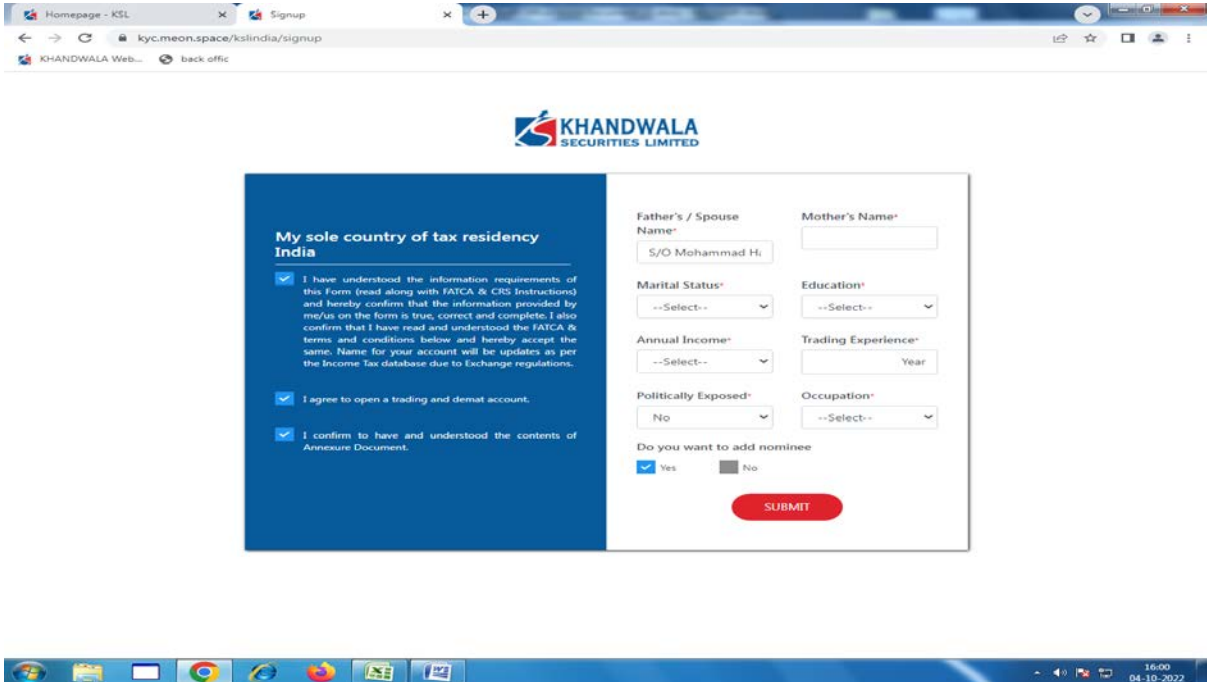 Homepage - KSL
Signup
kyc.meon.space/kslindia/signup
KHANDWALA Web...
back offic
KHANDWALA
SECURITIES LIMITED
My sole country of tax residency
India
I have understood the information requirements of
this Form (read along with FATCA & CRS Instructions)
and hereby confirm that the information provided by
me/us on the form is true, correct and complete. I also
confirm that I have read and understood the FATCA &
terms and conditions below and hereby accept the
same. Name for your account will be updates as per
the Income Tax database due to Exchange regulations.
I agree to open a trading and demat account.
I confirm to have and understood the contents of
Annexure Document.
Father's / Spouse
Name*
S/O Mohammad Ha
Mother's Name*
Marital Status*
--Select--
Education*
--Select--
Annual Income*
--Select--
Trading Experience*
Year
Politically Exposed*
No
Occupation*
--Select--
Do you want to add nominee
Yes No
SUBMIT
16:00
04-10-2022